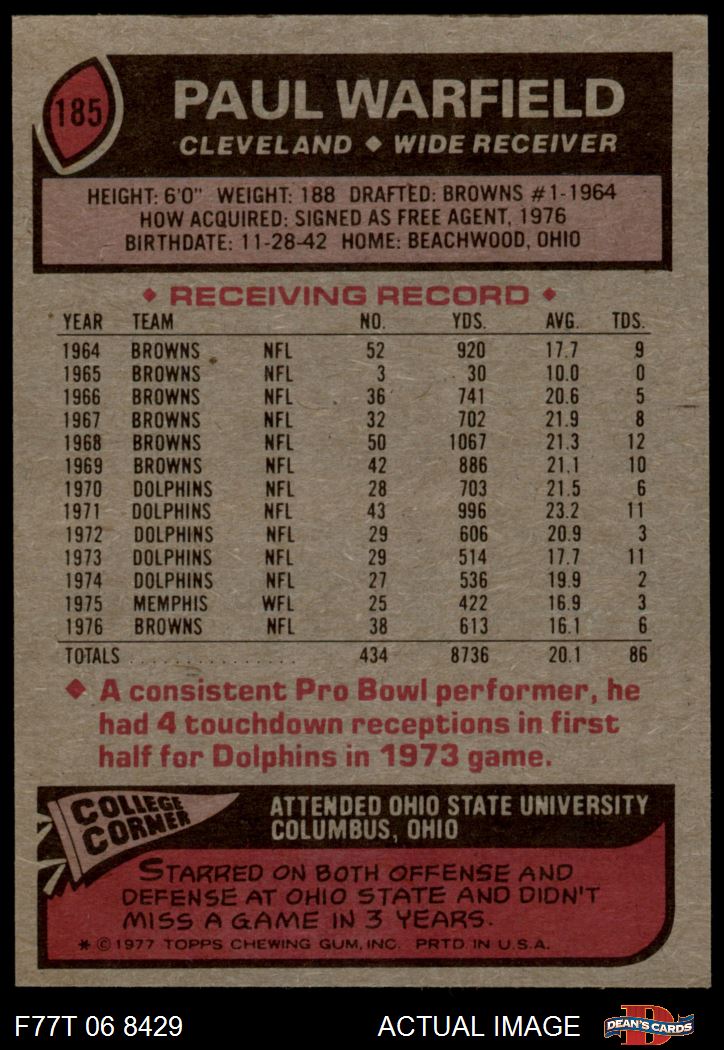 185
PAUL WARFIELD
CLEVELAND ♦ WIDE RECEIVER
HEIGHT: 6'0" WEIGHT: 188 DRAFTED: BROWNS #1-1964
HOW ACQUIRED: SIGNED AS FREE AGENT, 1976
BIRTHDATE: 11-28-42 HOME: BEACHWOOD, OHIO
♦ RECEIVING RECORD ♦
YEAR TEAM NO. YDS. AVG. TDS.
1964 BROWNS NFL 52 920 17.7 9
1965 BROWNS NFL 3 30 10.0 0
1966 BROWNS NFL 36 741 20.6 5
1967 BROWNS NFL 32 702 21.9 8
1968 BROWNS NFL 50 1067 21.3 12
1969 BROWNS NFL 42 886 21.1 10
1970 DOLPHINS NFL 28 703 21.5 6
1971 DOLPHINS NFL 43 996 23.2 11
1972 DOLPHINS NFL 29 606 20.9 3
1973 DOLPHINS NFL 29 514 17.7 11
1974 DOLPHINS NFL 27 536 19.9 2
1975 MEMPHIS WFL 25 422 16.9 3
1976 BROWNS NFL 38 613 16.1 6
TOTALS . . . . . . . . . . . . . . . 434 8736 20.1 86
♦ A consistent Pro Bowl performer, he
had 4 touchdown receptions in first
half for Dolphins in 1973 game.
COLLEGE
CORNER
ATTENDED OHIO STATE UNIVERSITY
COLUMBUS, OHIO
STARRED ON BOTH OFFENSE AND
DEFENSE AT OHIO STATE AND DIDN'T
MISS A GAME IN 3 YEARS.
* © 1977 TOPPS CHEWING GUM, INC. PRTD. IN U.S.A.
F77T 06 8429 ACTUAL IMAGE
D
DEAN'S CARDS